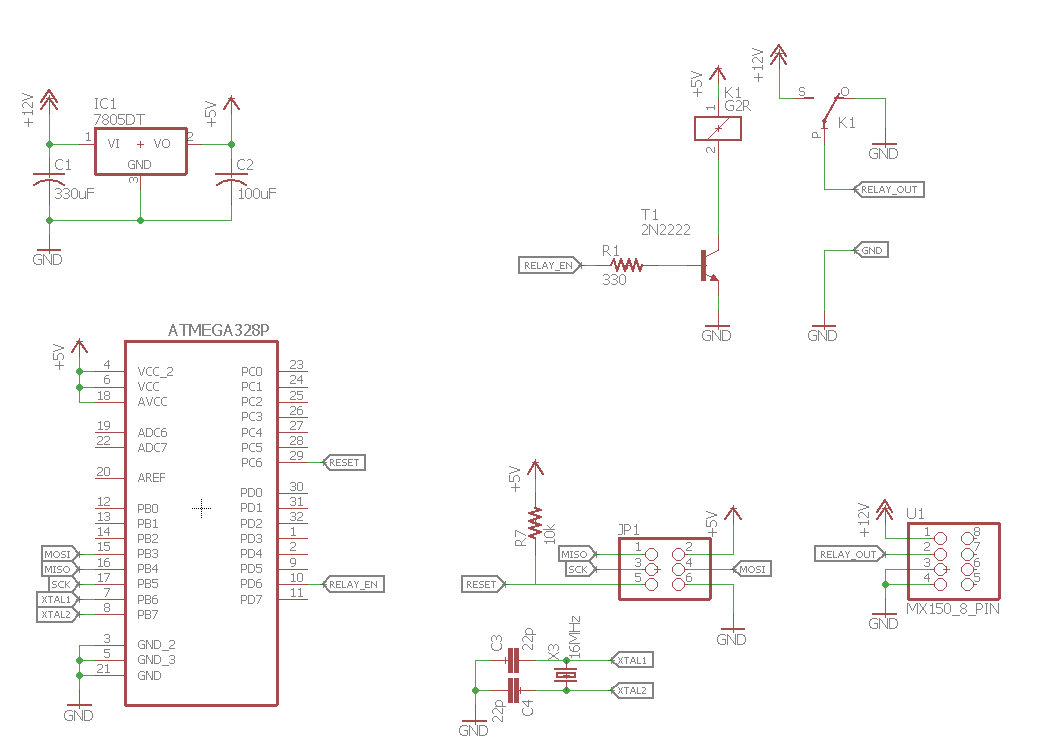 +12V
IC1
7805DT
+5V
1
VI
VO
2
GND
3
C1
330uF
C2
100uF
GND
+5V
K1
G2R
1
2
+12V
S
O
K1
P
GND
RELAY_OUT
T1
2N2222
RELAY_EN
R1
330
GND
GND
GND
ATMEGA328P
+5V
4 VCC_2 PC0 23
6 VCC PC1 24
18 AVCC PC2 25
PC3 26
19 ADC6 PC4 27
22 ADC7 PC5 28
PC6 29 RESET
20 AREF
PD0 30
12 PB0 PD1 31
13 PB1 PD2 32
14 PB2 PD3 1
MOSI 15 PB3 PD4 2
MISO 16 PB4 PD5 9
SCK 17 PB5 PD6 10 RELAY_EN
XTAL1 7 PB6 PD7 11
XTAL2 8 PB7
3 GND_2
5 GND_3
21 GND
GND
+5V
R7
10k
RESET
JP1
+5V
MISO 1 2
SCK 3 4 MOSI
5 6
GND
C3
22p
X3
16MHz
XTAL1
XTAL2
22p
C4
GND
+12V
U1
1 8
RELAY_OUT 2 7
3 6
4 5
GND
MX150_8_PIN